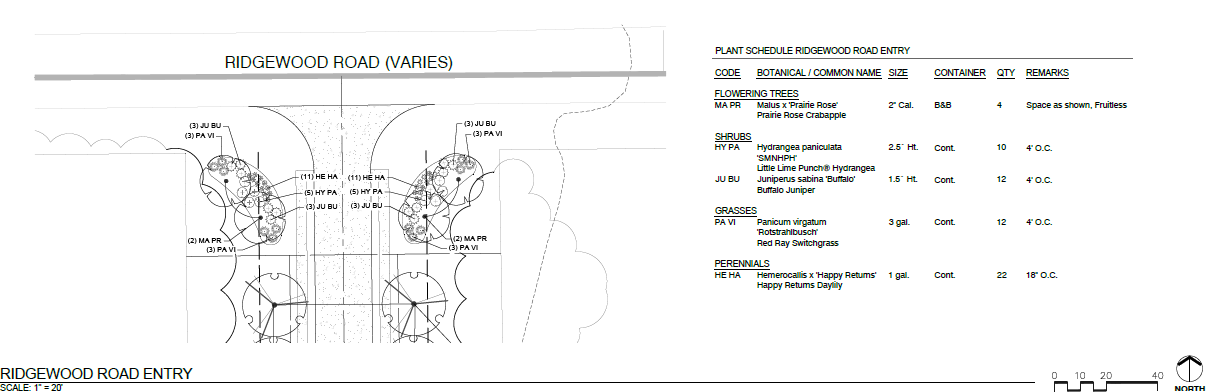 RIDGEWOOD ROAD (VARIES)
(3) JU BU
(3) PA VI
(3) JU BU
(3) PA VI
(11) HE HA
(11) HE HA
(5) HY PA
(5) HY PA
(3) JU BU
(3) JU BU
(2) MA PR
(3) PA VI
(2) MA PR
(3) PA VI
PLANT SCHEDULE RIDGEWOOD ROAD ENTRY
CODE BOTANICAL / COMMON NAME SIZE CONTAINER QTY REMARKS
FLOWERING TREES
MA PR Malus x 'Prairie Rose' 2" Cal. B&B 4 Space as shown, Fruitless
Prairie Rose Crabapple
SHRUBS
HY PA Hydrangea paniculata 2.5` Ht. Cont. 10 4' O.C.
'SMNHPH'
Little Lime Punch® Hydrangea
JU BU Juniperus sabina 'Buffalo' 1.5` Ht. Cont. 12 4' O.C.
Buffalo Juniper
GRASSES
PA VI Panicum virgatum 3 gal. Cont. 12 4' O.C.
'Rotstrahlbusch'
Red Ray Switchgrass
PERENNIALS
HE HA Hemerocallis x 'Happy Returns' 1 gal. Cont. 22 18" O.C.
Happy Returns Daylily
RIDGEWOOD ROAD ENTRY
SCALE: 1" = 20'
0 10 20 40
NORTH